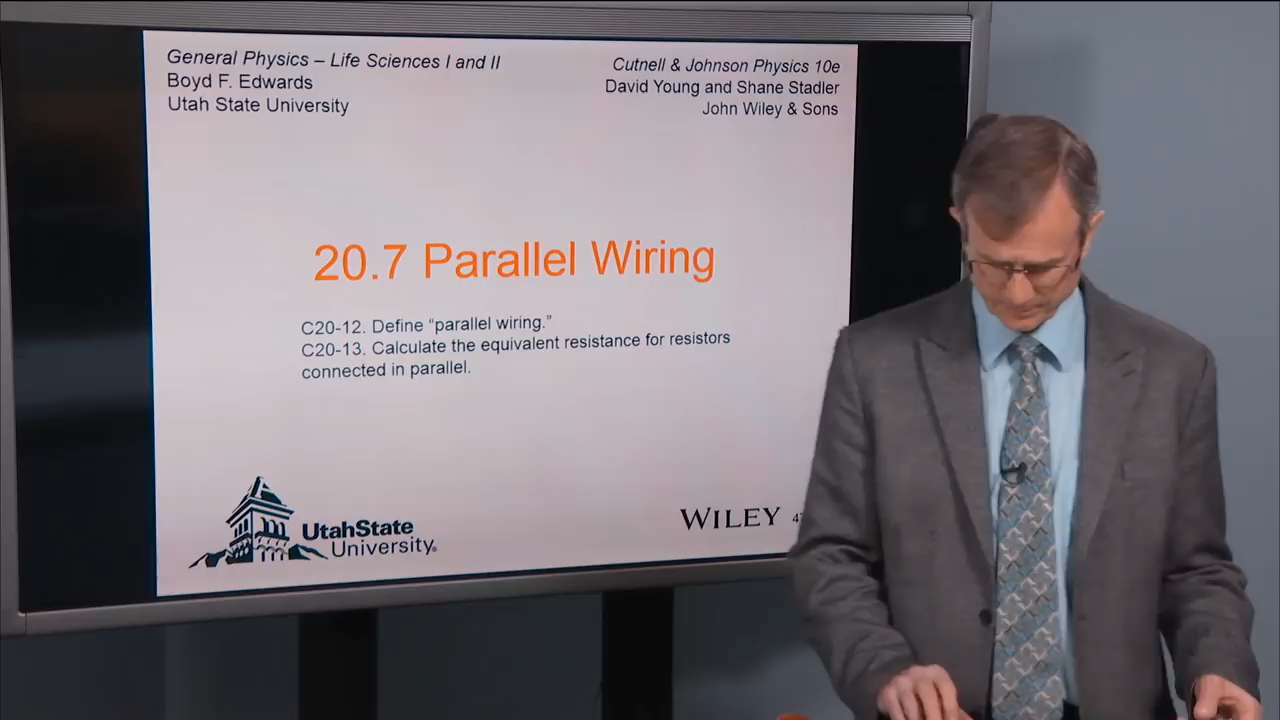 General Physics – Life Sciences I and II
Boyd F. Edwards
Utah State University
Cutnell & Johnson Physics 10e
David Young and Shane Stadler
John Wiley & Sons
20.7 Parallel Wiring
C20-12. Define “parallel wiring.”
C20-13. Calculate the equivalent resistance for resistors
connected in parallel.
UtahState
University®
WILEY